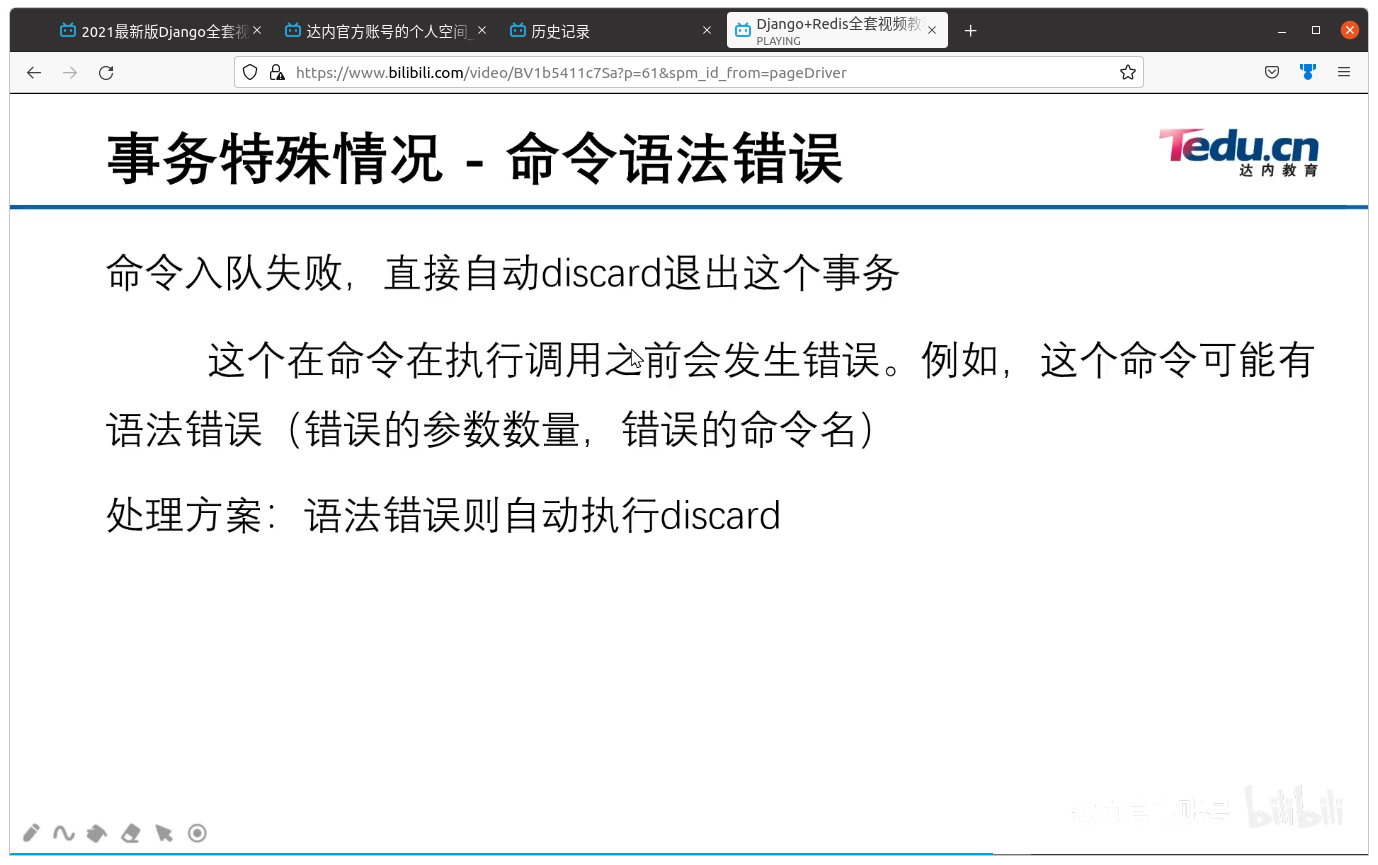 2021最新版Django全套视
达内官方账号的个人空间_
历史记录
Django+Redis全套视频教
PLAYING
https://www.bilibili.com/video/BV1b5411c7Sa?p=61&spm_id_from=pageDriver
事务特殊情况 - 命令语法错误
Tedu.cn
达内教育
命令入队失败，直接自动discard退出这个事务
这个在命令在执行调用之前会发生错误。例如，这个命令可能有
语法错误（错误的参数数量，错误的命令名）
处理方案：语法错误则自动执行discard
达内官方账号 bilibili